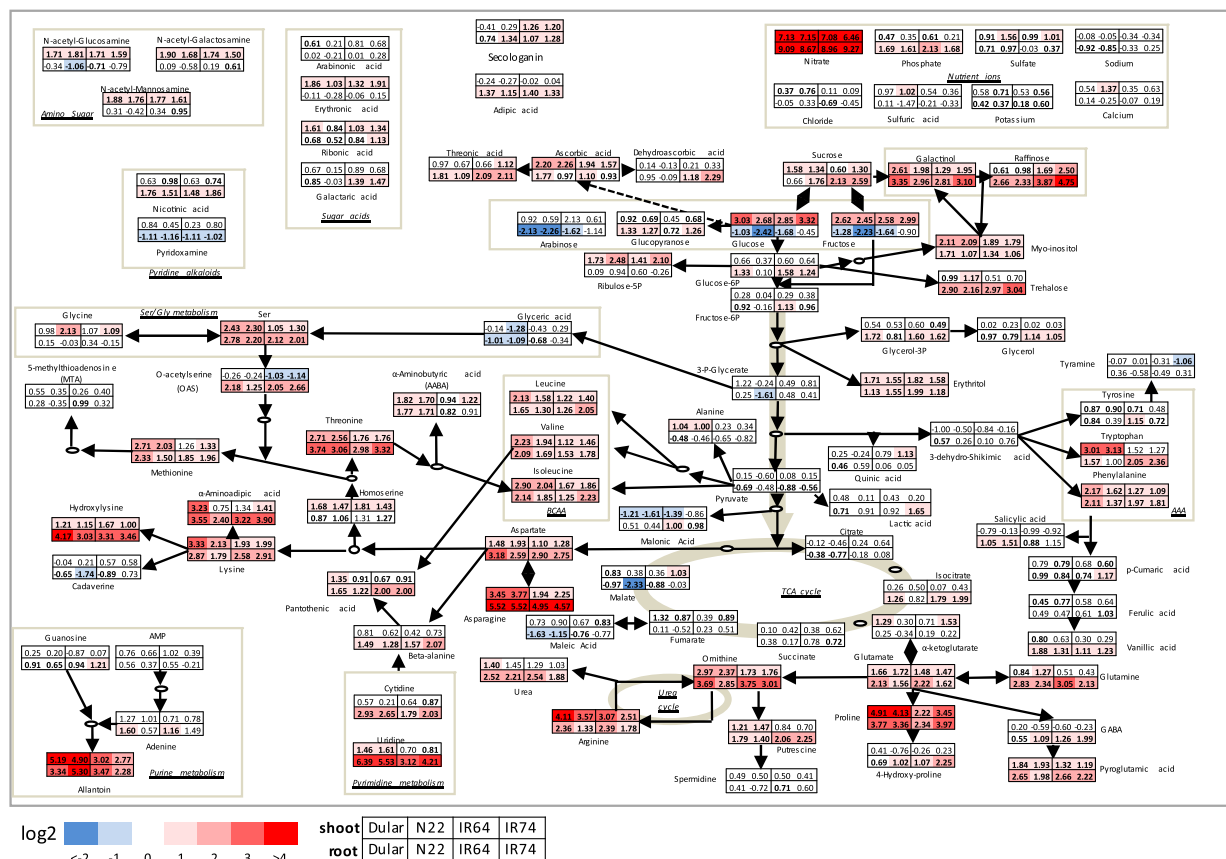 N-acetyl-Glucosamine
1.71 1.81 1.71 1.59
-0.34 -1.06 -0.71 -0.79
N-acetyl-Galactosamine
1.90 1.68 1.74 1.50
0.09 -0.58 0.19 0.61
N-acetyl-Mannosamine
1.88 1.76 1.77 1.61
0.31 -0.42 0.34 0.95
Amino Sugar
0.61 0.21 0.81 0.68
0.02 -0.21 0.01 0.28
Arabinonic acid
1.86 1.03 1.32 1.91
-0.11 -0.28 -0.06 0.15
Erythronic acid
1.61 0.84 1.03 1.34
0.68 0.52 0.84 1.13
Ribonic acid
0.67 0.15 0.89 0.68
0.85 -0.03 1.39 1.47
Galactaric acid
Sugar acids
-0.41 0.29 1.26 1.20
0.74 1.34 1.07 1.28
Secologanin
-0.24 -0.27 -0.02 0.04
1.37 1.15 1.40 1.33
Adipic acid
7.13 7.15 7.08 6.46
9.09 8.67 8.96 9.27
Nitrate
0.47 0.35 0.61 0.21
1.69 1.61 2.13 1.68
Phosphate
0.91 1.56 0.99 1.01
0.71 0.97 -0.03 0.37
Sulfate
-0.08 -0.05 -0.34 -0.34
-0.92 -0.85 -0.33 0.25
Sodium
Nutrient ions
0.37 0.76 0.11 0.09
-0.05 0.33 -0.69 -0.45
Chloride
0.97 1.02 0.54 0.36
0.11 -1.47 -0.21 -0.33
Sulfuric acid
0.58 0.71 0.53 0.56
0.42 0.37 0.18 0.60
Potassium
0.54 1.37 0.35 0.63
0.14 -0.25 -0.07 0.19
Calcium
0.63 0.98 0.63 0.74
1.76 1.51 1.48 1.86
Nicotinic acid
0.84 0.45 0.23 0.80
-1.11 -1.16 -1.11 -1.02
Pyridoxamine
Pyridine alkaloids
Threonic acid
0.97 0.67 0.66 1.12
1.81 1.09 2.09 2.11
Ascorbic acid
2.20 2.26 1.94 1.57
1.77 0.97 1.10 0.93
Dehydroascorbic acid
0.14 -0.13 0.21 0.33
0.95 -0.09 1.18 2.29
Sucrose
1.58 1.34 0.60 1.30
0.66 1.76 2.13 2.59
Galactinol
2.61 1.98 1.29 1.95
3.35 2.96 2.81 3.10
Raffinose
0.61 0.98 1.69 2.50
2.66 2.33 3.87 4.75
0.92 0.59 2.13 0.61
-2.13 -2.26 -1.62 -1.14
Arabinose
0.92 0.69 0.45 0.68
1.33 1.27 0.72 1.26
Glucopyranose
3.03 2.68 2.85 3.32
-1.03 -2.42 -1.68 -0.45
Glucose
2.62 2.45 2.58 2.99
-1.28 -2.23 -1.64 -0.90
Fructose
2.11 2.09 1.89 1.79
1.71 1.07 1.34 1.06
Myo-inositol
1.73 2.48 1.41 2.10
0.09 0.94 0.60 -0.26
Ribulose-5P
0.66 0.37 0.60 0.64
1.33 0.10 1.58 1.24
Glucose-6P
0.99 1.17 0.51 0.70
2.90 2.16 2.97 3.04
Trehalose
0.28 0.04 0.29 0.38
0.92 -0.16 1.13 0.96
Fructose-6P
Glycine
0.98 2.13 1.07 1.09
0.15 -0.03 0.34 -0.15
Ser/Gly metabolism
Ser
2.43 2.30 1.05 1.30
2.78 2.20 2.12 2.01
Glyceric acid
-0.14 -1.28 -0.43 0.29
-1.01 -1.09 -0.68 -0.34
0.54 0.53 0.60 0.49
1.72 0.81 1.60 1.62
Glycerol-3P
0.02 0.23 0.02 0.03
0.97 0.79 1.14 1.05
Glycerol
Tyramine
0.07 0.01 -0.31 -1.06
0.36 -0.58 -0.49 0.31
5-methylthioadenosine
(MTA)
0.55 0.35 0.26 0.40
0.28 -0.35 0.99 0.32
O-acetylserine
(OAS)
-0.26 -0.24 -1.03 -1.14
2.18 1.25 2.05 2.66
α-Aminobutyric acid
(AABA)
1.82 1.70 0.94 1.22
1.77 1.71 0.82 0.91
3-P-Glycerate
1.22 -0.24 0.49 0.81
0.25 -1.61 0.48 0.41
1.71 1.55 1.82 1.58
1.13 1.55 1.99 1.18
Erythritol
Leucine
2.13 1.58 1.22 1.40
1.65 1.30 1.26 2.05
Valine
2.23 1.94 1.12 1.46
2.09 1.69 1.53 1.78
Isoleucine
2.90 2.04 1.67 1.86
2.14 1.85 1.25 2.23
BCAA
Alanine
1.04 1.00 0.23 0.34
-0.48 -0.46 -0.65 -0.82
Tyrosine
0.87 0.90 0.71 0.48
0.84 0.39 1.15 0.72
Tryptophan
3.01 3.13 1.52 1.27
1.57 1.00 2.05 2.36
Phenylalanine
2.17 1.62 1.27 1.09
2.11 1.37 1.97 1.81
AAA
-1.00 -0.50 -0.84 -0.16
0.57 0.26 0.10 0.76
3-dehydro-Shikimic acid
Threonine
2.71 2.56 1.76 1.76
3.74 3.06 2.98 3.32
2.71 2.03 1.26 1.33
2.33 1.50 1.85 1.96
Methionine
0.25 -0.24 0.79 1.13
0.46 0.59 0.06 0.05
Quinic acid
0.15 -0.60 0.08 0.15
-0.69 -0.48 -0.88 -0.56
Pyruvate
0.48 0.11 0.43 0.20
0.71 0.91 0.92 1.65
Lactic acid
α-Aminoadipic acid
3.23 0.75 1.34 1.41
3.55 2.40 3.22 3.90
Homoserine
1.68 1.47 1.81 1.43
0.87 1.06 1.31 1.27
Hydroxylysine
1.21 1.15 1.67 1.00
4.17 3.03 3.31 3.46
3.33 2.13 1.93 1.99
2.87 1.79 2.58 2.91
Lysine
-0.04 0.21 0.57 0.58
-0.65 -1.74 -0.89 0.73
Cadaverine
-1.21 -1.61 -1.39 -0.86
0.51 0.44 1.00 0.98
Malonic Acid
Aspartate
1.48 1.93 1.10 1.28
3.18 2.59 2.90 2.75
3.45 3.77 1.94 2.25
5.52 5.52 4.95 4.57
Asparagine
Citrate
-0.12 -0.46 0.24 0.64
-0.38 -0.77 -0.18 0.08
Salicylic acid
-0.79 -0.13 -0.99 -0.92
1.05 1.51 0.88 1.15
0.79 0.79 0.68 0.60
0.99 0.84 0.74 1.17
p-Cumaric acid
0.45 0.77 0.58 0.64
0.49 0.47 0.61 1.03
Ferulic acid
0.80 0.63 0.30 0.29
1.88 1.31 1.11 1.23
Vanillic acid
Isocitrate
0.26 0.50 0.07 0.43
1.26 0.82 1.79 1.99
TCA cycle
0.83 0.38 0.36 1.03
-0.97 -2.33 -0.88 -0.03
Malate
0.73 0.90 0.67 0.83
-1.63 -1.15 -0.76 -0.77
Maleic Acid
1.32 0.87 0.39 0.89
0.11 -0.52 0.23 0.51
Fumarate
0.10 0.42 0.38 0.62
0.38 0.17 0.78 0.72
Succinate
1.29 0.30 0.71 1.53
0.25 -0.34 0.19 0.22
α-ketoglutarate
1.35 0.91 0.67 0.91
1.65 1.22 2.00 2.00
Pantothenic acid
0.81 0.62 0.42 0.73
1.49 1.28 1.57 2.07
Beta-alanine
Guanosine
0.25 0.20 -0.87 0.07
0.91 0.65 0.94 1.21
AMP
0.76 0.66 1.02 0.39
0.56 0.37 0.55 -0.21
1.27 1.01 0.71 0.78
1.60 0.57 1.16 1.49
Adenine
5.19 4.90 3.02 2.77
3.34 5.30 3.47 2.28
Allantoin
Purine metabolism
Cytidine
0.57 0.21 0.64 0.87
2.93 2.65 1.79 2.03
Uridine
1.46 1.61 0.70 0.81
6.39 5.53 3.12 4.21
Pyrimidine metabolism
1.40 1.45 1.29 1.03
2.52 2.21 2.54 1.88
Urea
Ornithine
2.97 2.37 1.73 1.76
3.69 2.85 3.75 3.01
Urea
cycle
4.11 3.57 3.07 2.51
2.36 1.33 2.39 1.78
Arginine
1.21 1.47 0.84 0.70
1.79 1.40 2.06 2.25
Putrescine
0.49 0.50 0.50 0.41
0.41 -0.72 0.71 0.60
Spermidine
Glutamate
1.66 1.72 1.48 1.47
2.13 1.56 2.22 1.62
0.84 1.27 0.51 0.43
2.83 2.34 3.05 2.13
Glutamine
Proline
4.91 4.13 2.22 3.45
3.77 3.36 2.34 3.97
0.41 -0.76 -0.26 0.23
0.69 1.02 1.07 2.25
4-Hydroxy-proline
0.20 -0.59 -0.60 -0.23
0.55 1.09 1.26 1.99
GABA
1.84 1.93 1.32 1.19
2.65 1.98 2.66 2.22
Pyroglutamic acid
log2
<-2 -1 0 1 2 3 >4
shoot Dular N22 IR64 IR74
root Dular N22 IR64 IR74